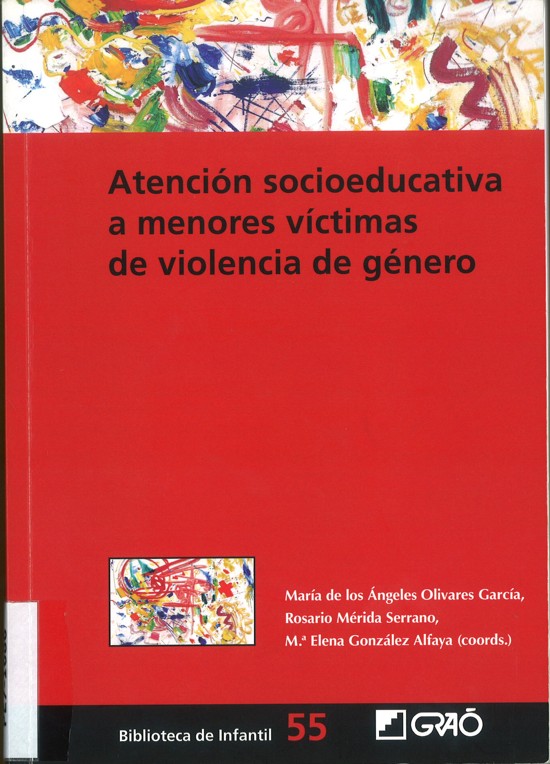 Atención socioeducativa
a menores víctimas
de violencia de género
María de los Ángeles Olivares García,
Rosario Mérida Serrano,
M.ª Elena González Alfaya (coords.)
Biblioteca de Infantil 55 GRAÓ